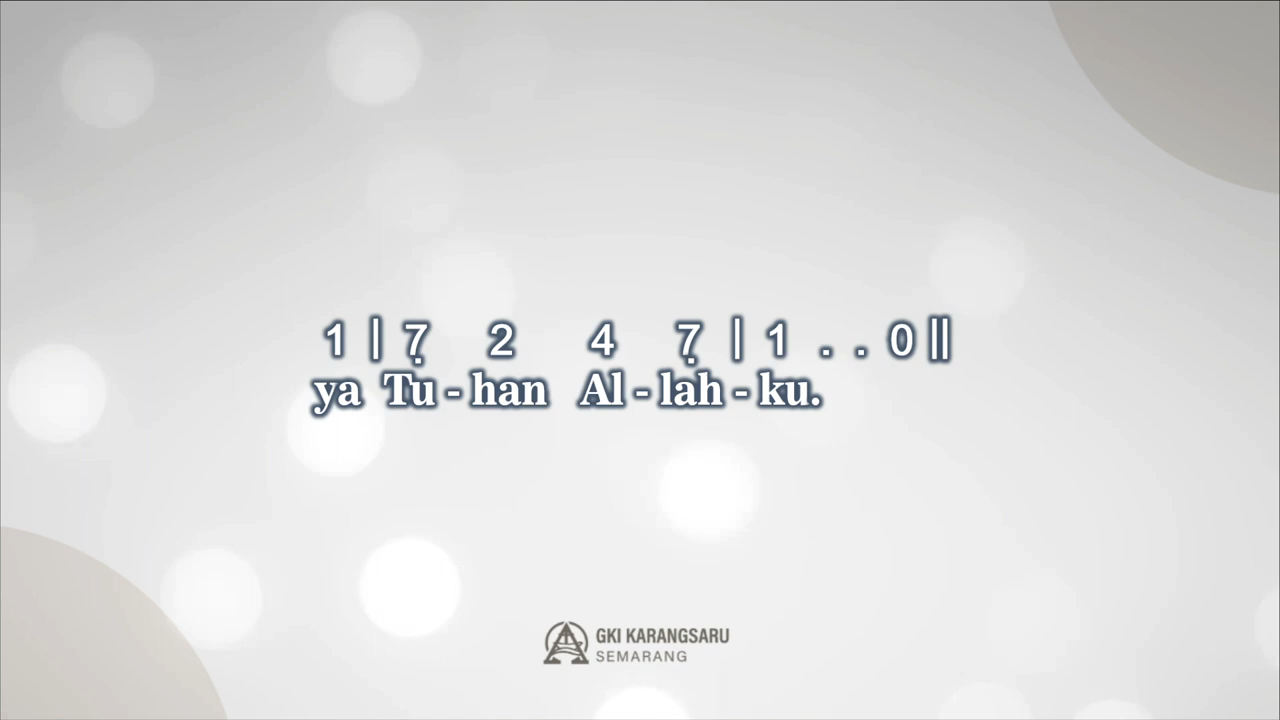 1 | 7̣ 2 4 7̣ | 1 . . 0 ||
ya Tu - han Al - lah - ku.
GKI KARANGSARU
SEMARANG